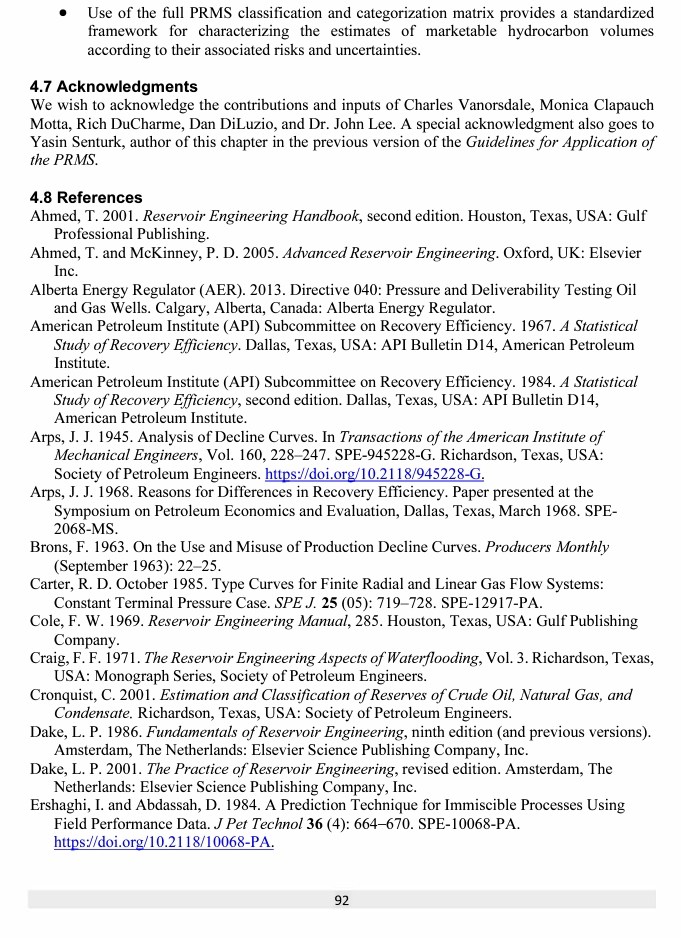 ● Use of the full PRMS classification and categorization matrix provides a standardized
framework for characterizing the estimates of marketable hydrocarbon volumes
according to their associated risks and uncertainties.
4.7 Acknowledgments
We wish to acknowledge the contributions and inputs of Charles Vanorsdale, Monica Clapauch
Motta, Rich DuCharme, Dan DiLuzio, and Dr. John Lee. A special acknowledgment also goes to
Yasin Senturk, author of this chapter in the previous version of the Guidelines for Application of
the PRMS.
4.8 References
Ahmed, T. 2001. Reservoir Engineering Handbook, second edition. Houston, Texas, USA: Gulf
Professional Publishing.
Ahmed, T. and McKinney, P. D. 2005. Advanced Reservoir Engineering. Oxford, UK: Elsevier
Inc.
Alberta Energy Regulator (AER). 2013. Directive 040: Pressure and Deliverability Testing Oil
and Gas Wells. Calgary, Alberta, Canada: Alberta Energy Regulator.
American Petroleum Institute (API) Subcommittee on Recovery Efficiency. 1967. A Statistical
Study of Recovery Efficiency. Dallas, Texas, USA: API Bulletin D14, American Petroleum
Institute.
American Petroleum Institute (API) Subcommittee on Recovery Efficiency. 1984. A Statistical
Study of Recovery Efficiency, second edition. Dallas, Texas, USA: API Bulletin D14,
American Petroleum Institute.
Arps, J. J. 1945. Analysis of Decline Curves. In Transactions of the American Institute of
Mechanical Engineers, Vol. 160, 228–247. SPE-945228-G. Richardson, Texas, USA:
Society of Petroleum Engineers. https://doi.org/10.2118/945228-G.
Arps, J. J. 1968. Reasons for Differences in Recovery Efficiency. Paper presented at the
Symposium on Petroleum Economics and Evaluation, Dallas, Texas, March 1968. SPE-
2068-MS.
Brons, F. 1963. On the Use and Misuse of Production Decline Curves. Producers Monthly
(September 1963): 22–25.
Carter, R. D. October 1985. Type Curves for Finite Radial and Linear Gas Flow Systems:
Constant Terminal Pressure Case. SPE J. 25 (05): 719–728. SPE-12917-PA.
Cole, F. W. 1969. Reservoir Engineering Manual, 285. Houston, Texas, USA: Gulf Publishing
Company.
Craig, F. F. 1971. The Reservoir Engineering Aspects of Waterflooding, Vol. 3. Richardson, Texas,
USA: Monograph Series, Society of Petroleum Engineers.
Cronquist, C. 2001. Estimation and Classification of Reserves of Crude Oil, Natural Gas, and
Condensate. Richardson, Texas, USA: Society of Petroleum Engineers.
Dake, L. P. 1986. Fundamentals of Reservoir Engineering, ninth edition (and previous versions).
Amsterdam, The Netherlands: Elsevier Science Publishing Company, Inc.
Dake, L. P. 2001. The Practice of Reservoir Engineering, revised edition. Amsterdam, The
Netherlands: Elsevier Science Publishing Company, Inc.
Ershaghi, I. and Abdassah, D. 1984. A Prediction Technique for Immiscible Processes Using
Field Performance Data. J Pet Technol 36 (4): 664–670. SPE-10068-PA.
https://doi.org/10.2118/10068-PA.
92